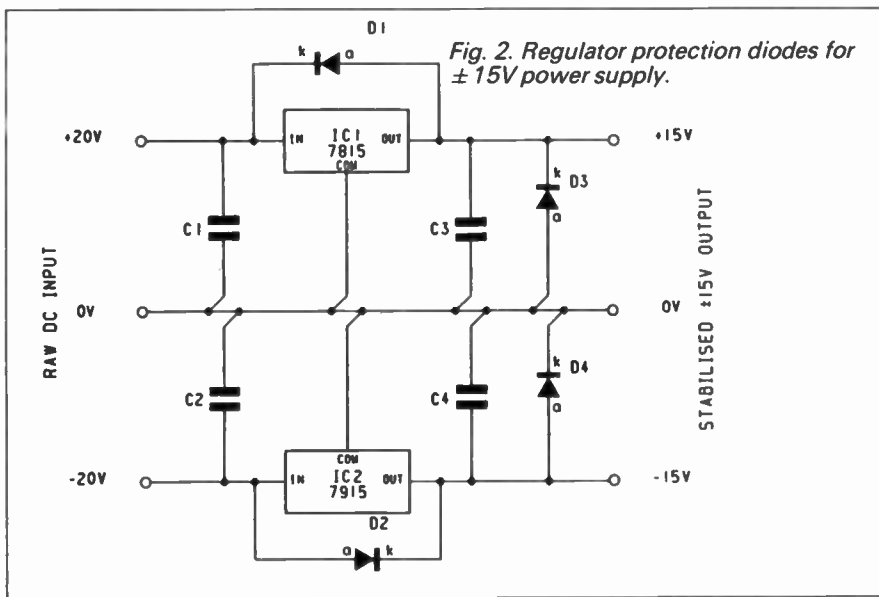 D1
k a
Fig. 2. Regulator protection diodes for
± 15V power supply.
+20V
IN IC1 OUT
7815
COM
+15V
k
D3
a
C1
C3
RAW DC INPUT
0V
0V
STABILISED ±15V OUTPUT
k
D4
a
C2
C4
-20V
COM
IN IC2 OUT
7915
-15V
D2
a k